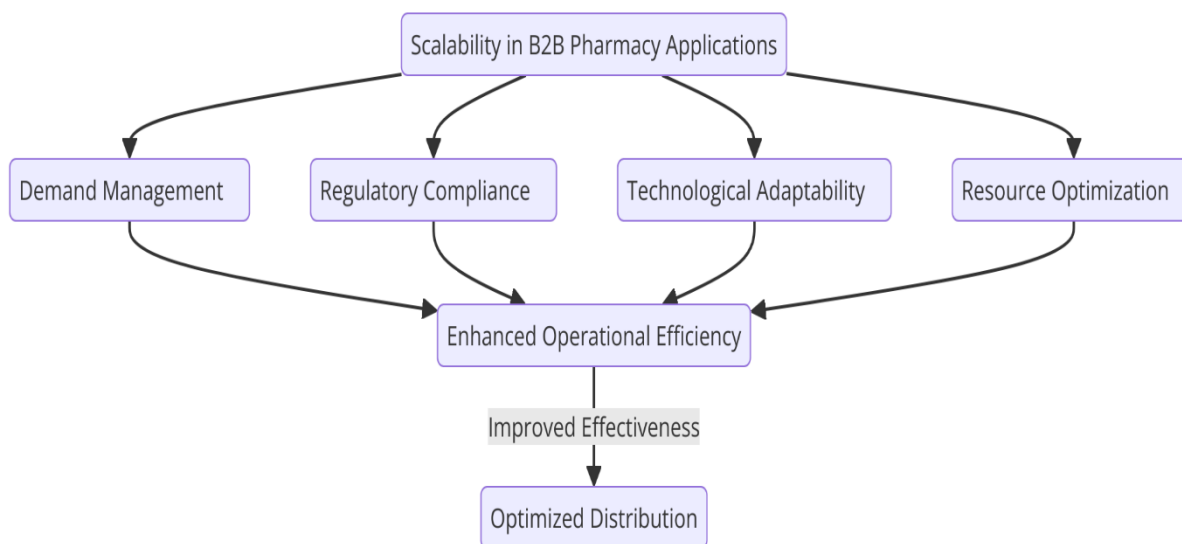 Scalability in B2B Pharmacy Applications
Demand Management
Regulatory Compliance
Technological Adaptability
Resource Optimization
Enhanced Operational Efficiency
Improved Effectiveness
Optimized Distribution